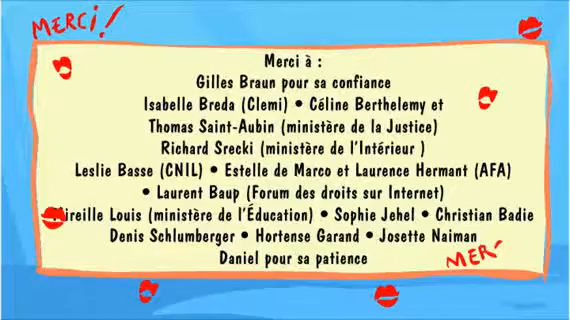 MERCI!
Merci à :
Gilles Braun pour sa confiance
Isabelle Breda (Clemi) • Céline Berthelemy et
Thomas Saint-Aubin (ministère de la Justice)
Richard Srecki (ministère de l'Intérieur )
Leslie Basse (CNIL) • Estelle de Marco et Laurence Hermant (AFA)
• Laurent Baup (Forum des droits sur Internet)
ireille Louis (ministère de l'Éducation) • Sophie Jehel • Christian Badie
Denis Schlumberger • Hortense Garand • Josette Naiman
Daniel pour sa patience
MER